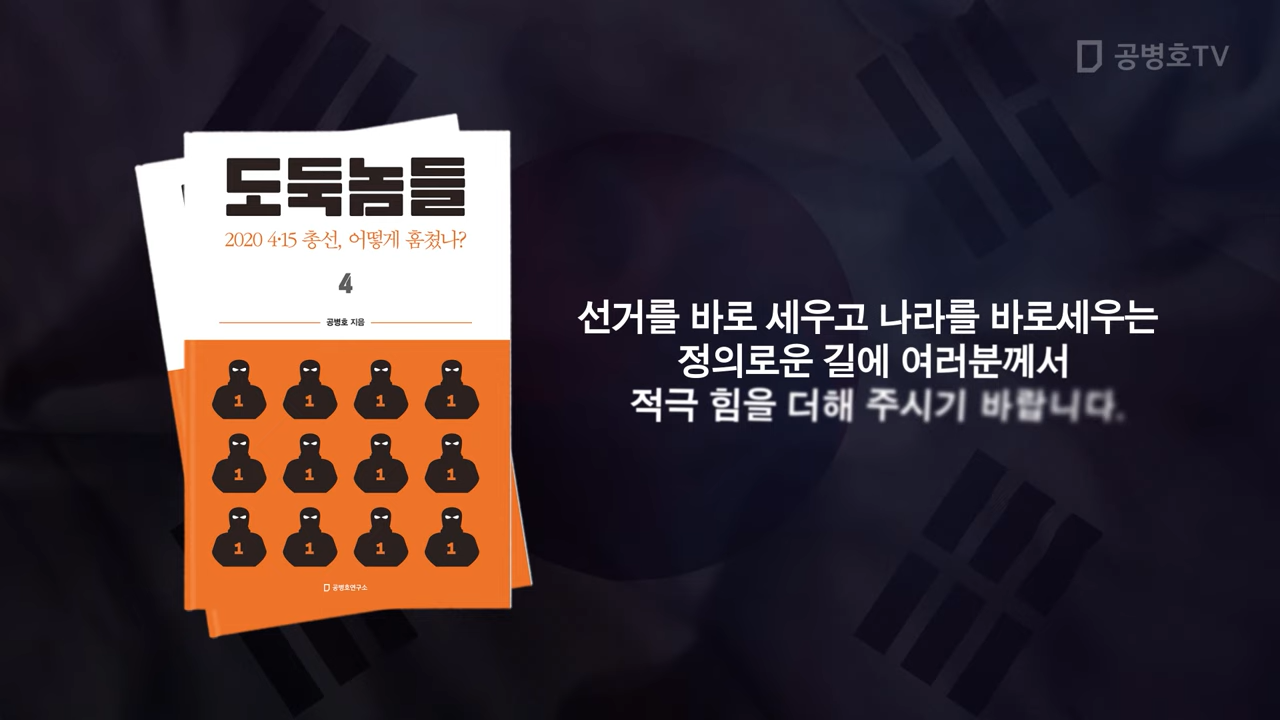 공병호TV
도둑놈들
2020 4·15 총선, 어떻게 훔쳤나?
4
공병호 지음
1 1 1 1
1 1 1 1
1 1 1 1
공병호연구소
선거를 바로 세우고 나라를 바로세우는
정의로운 길에 여러분께서
적극 힘을 더해 주시기 바랍니다.